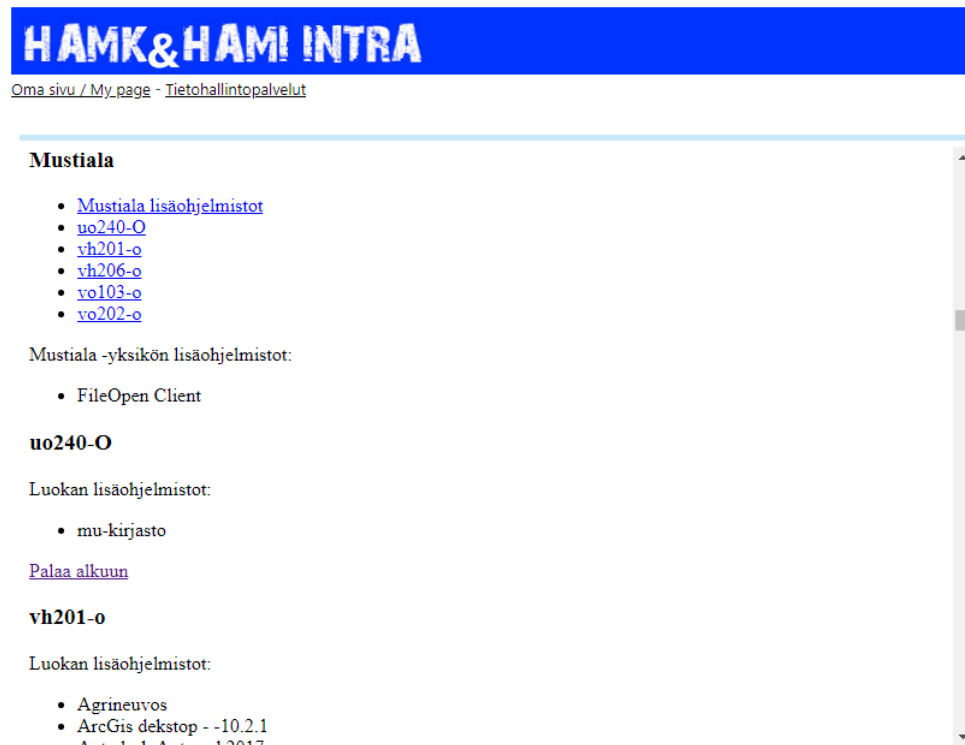 HAMK&HAMI INTRA
Oma sivu / My page - Tietohallintopalvelut
Mustiala
Mustiala lisäohjelmistot
uo240-O
vh201-o
vh206-o
vo103-o
vo202-o
Mustiala -yksikön lisäohjelmistot:
FileOpen Client
uo240-O
Luokan lisäohjelmistot:
mu-kirjasto
Palaa alkuun
vh201-o
Luokan lisäohjelmistot:
Agrineuvos
ArcGis dekstop - -10.2.1